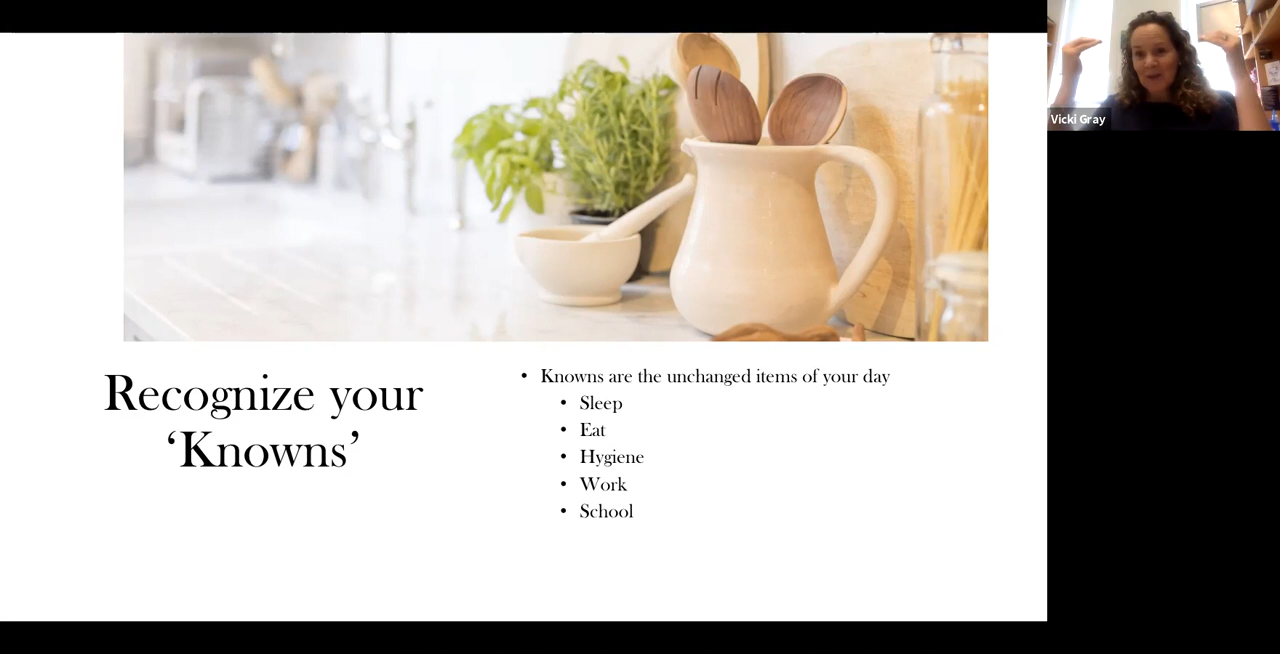 Vicki Gray
Recognize your
‘Knowns’
• Knowns are the unchanged items of your day
• Sleep
• Eat
• Hygiene
• Work
• School